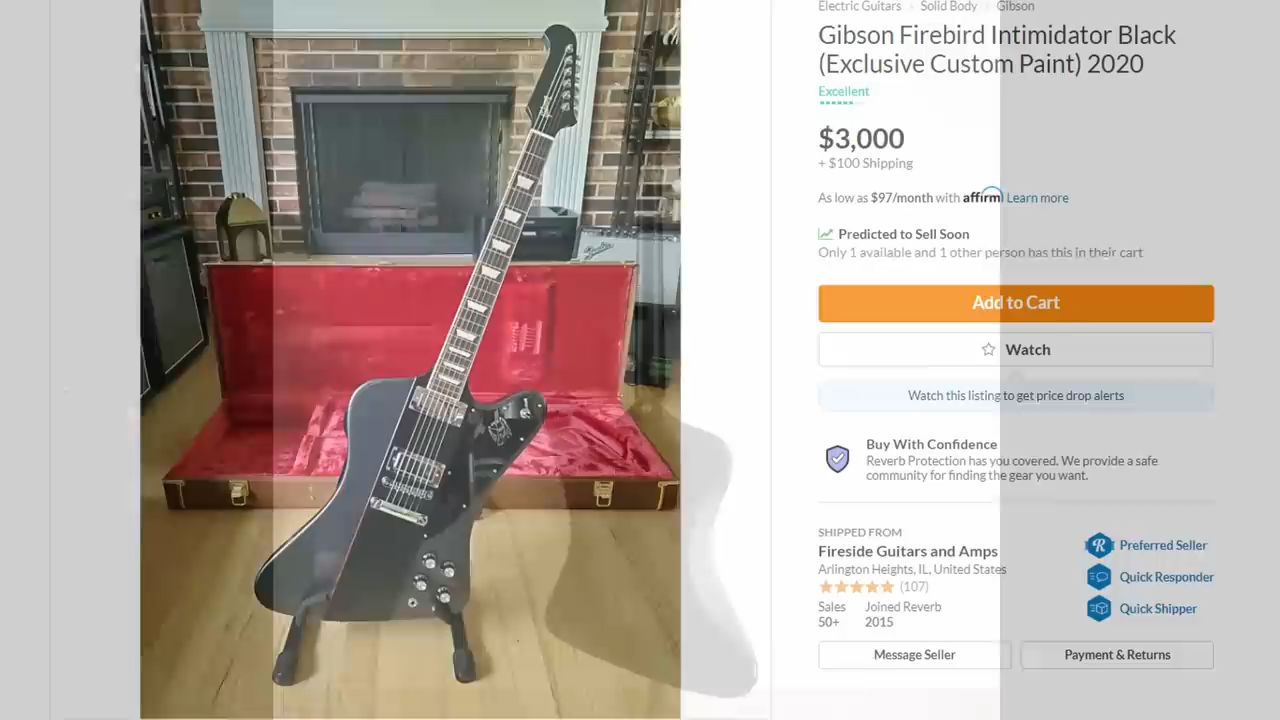 Electric Guitars
Solid Body
Gibson
Gibson Firebird Intimidator Black
(Exclusive Custom Paint) 2020
Excellent
$3,000
+ $100 Shipping
As low as $97/month with affirm Learn more
Predicted to Sell Soon
Only 1 available and 1 other person has this in their cart
Add to Cart
Watch
Watch this listing to get price drop alerts
Buy With Confidence
Reverb Protection has you covered. We provide a safe
community for finding the gear you want.
SHIPPED FROM
Fireside Guitars and Amps
Arlington Heights, IL, United States
(107)
Sales
50+
Joined Reverb
2015
Preferred Seller
Quick Responder
Quick Shipper
Message Seller
Payment & Returns
Fender